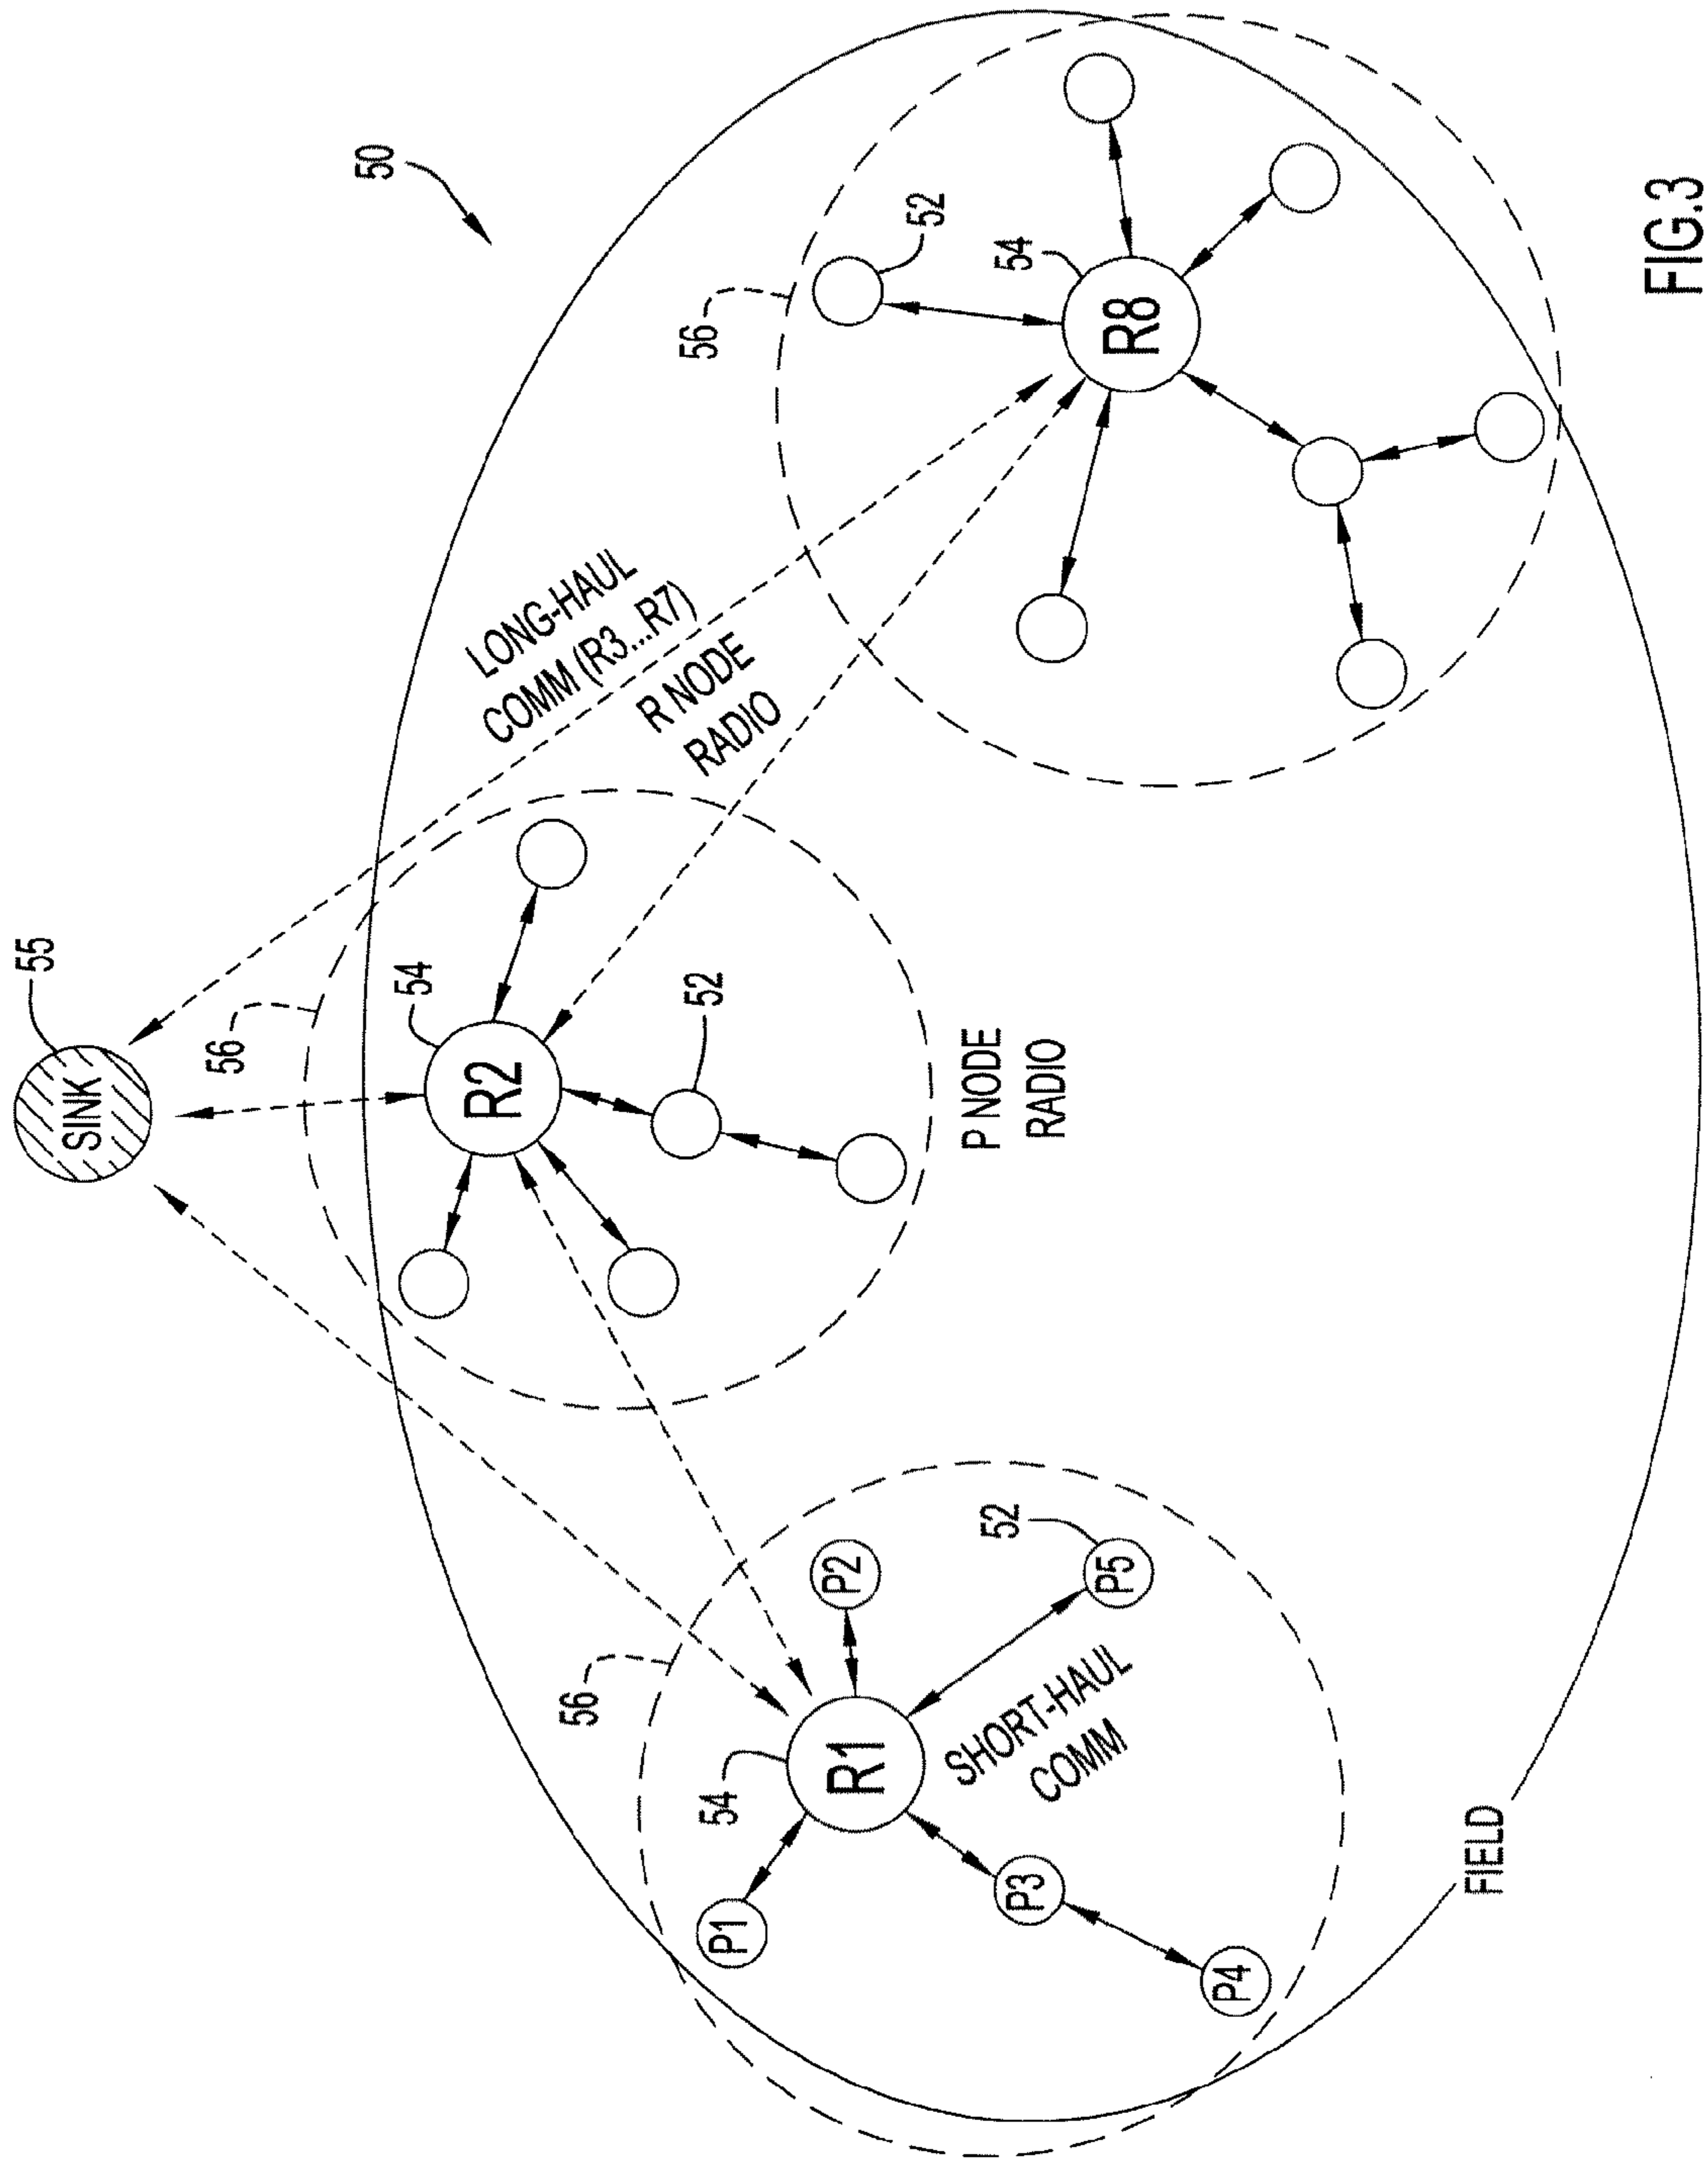 50
55
SINK
LONG-HAUL
COMM (R3...R7)
R NODE
RADIO
56
54
R2
52
P NODE
RADIO
56
52
54
R8
56
54
R1
P1
P2
P3
P4
52
P5
SHORT-HAUL
COMM
FIELD
FIG.3